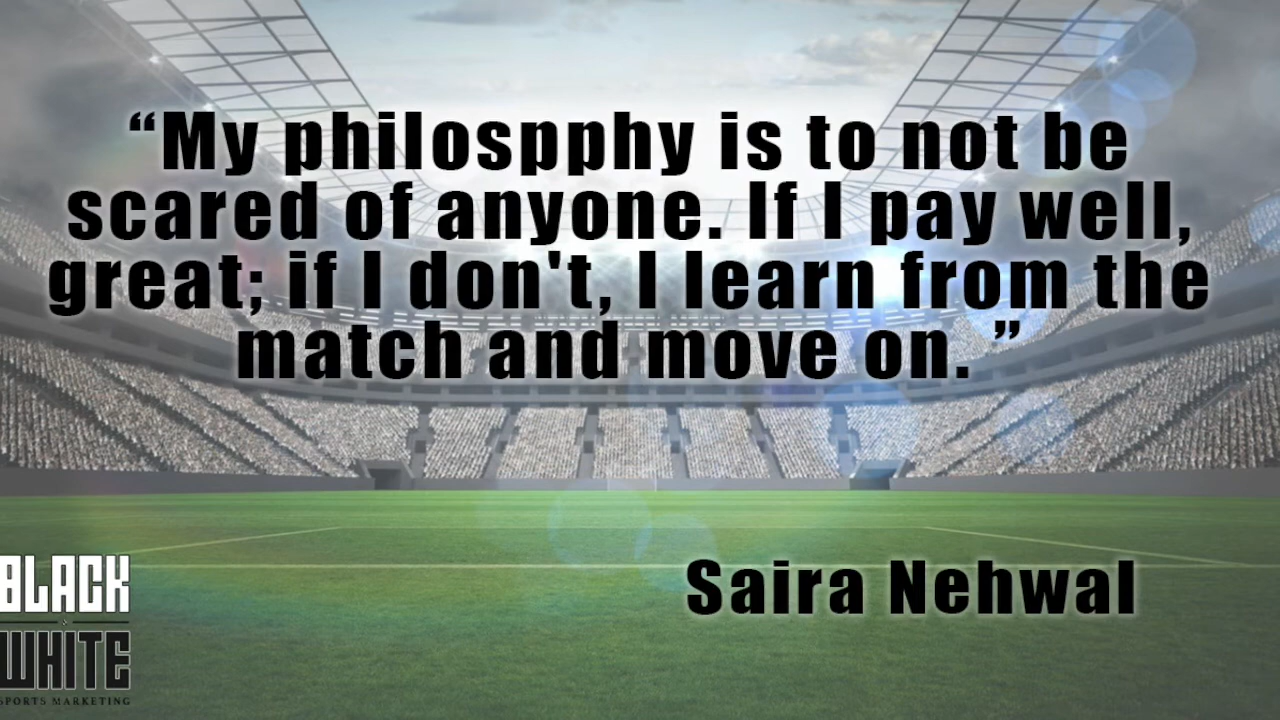 “My philospphy is to not be
scared of anyone. If I pay well,
great; if I don't, I learn from the
match and move on. ”
Saira Nehwal
BLACK
&
WHITE
SPORTS MARKETING